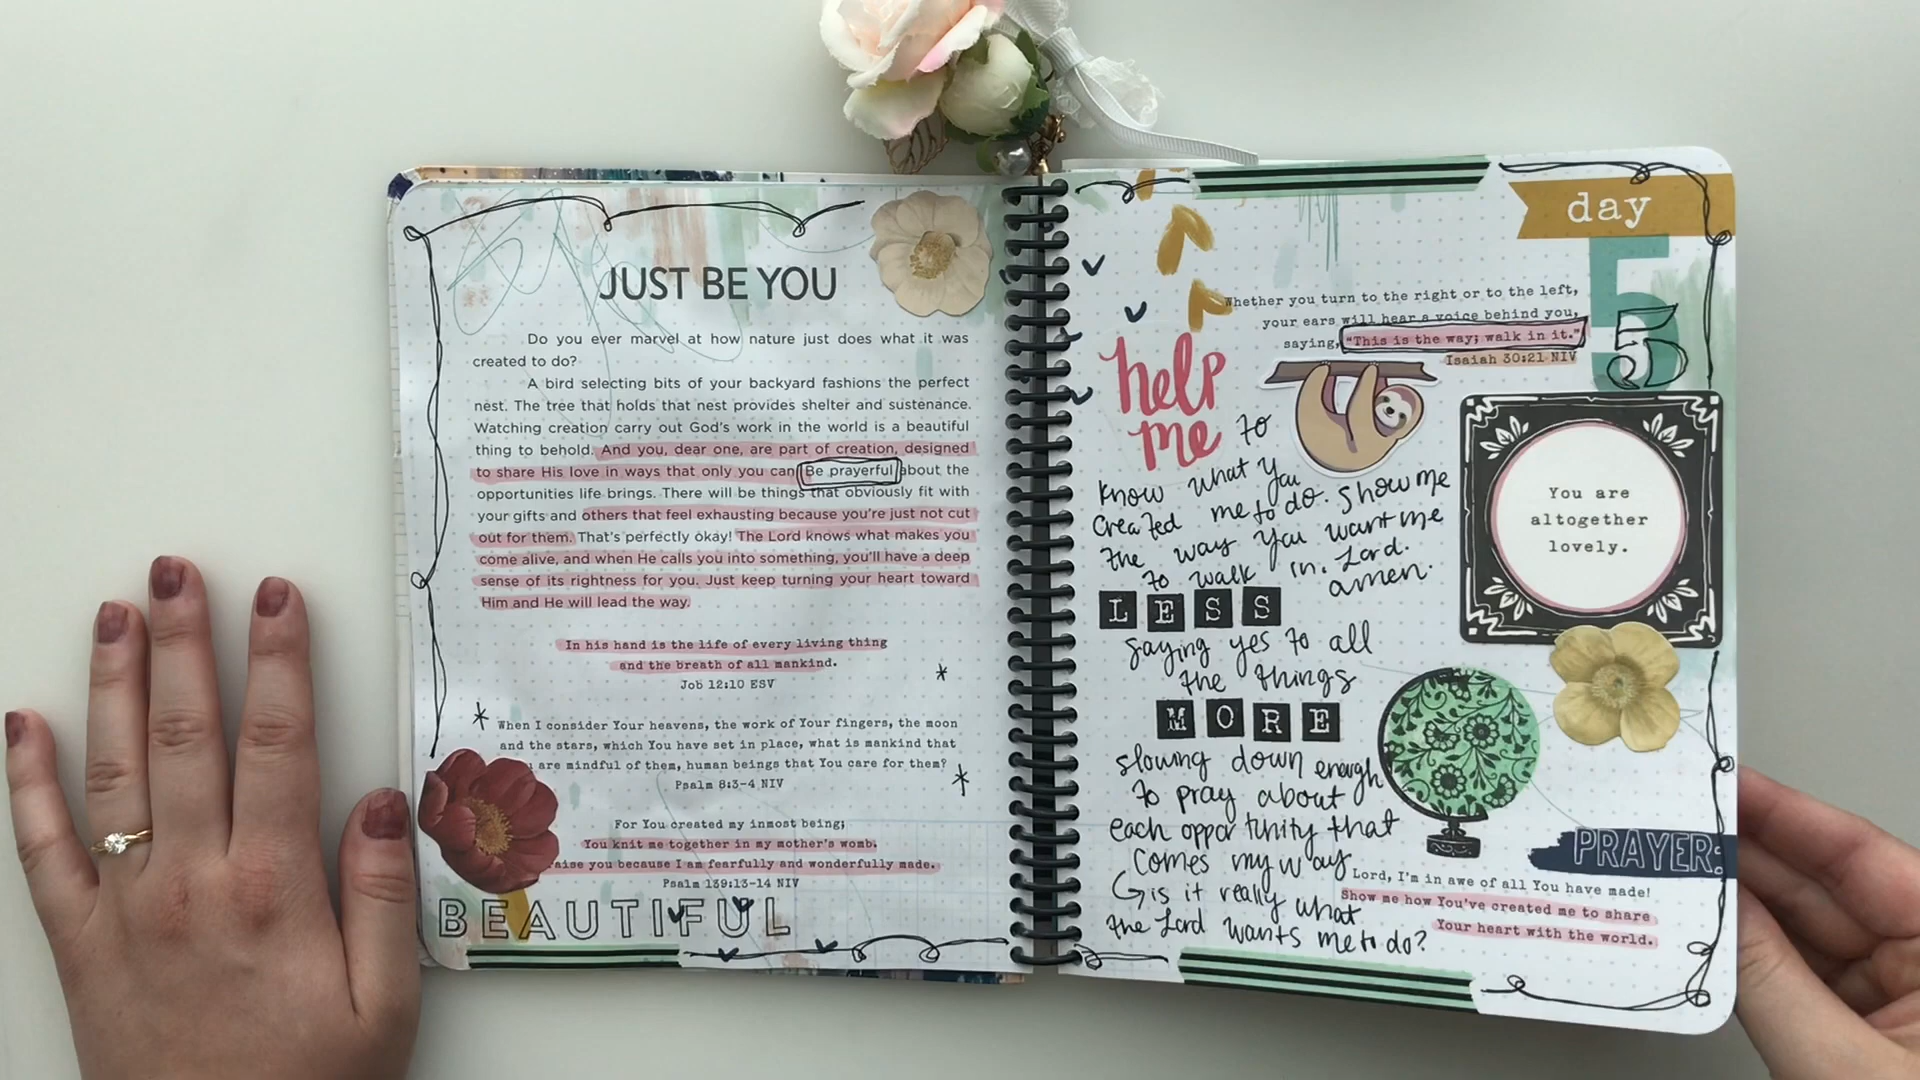 JUST BE YOU
Do you ever marvel at how nature just does what it was
created to do?
A bird selecting bits of your backyard fashions the perfect
nest. The tree that holds that nest provides shelter and sustenance.
Watching creation carry out God's work in the world is a beautiful
thing to behold. And you, dear one, are part of creation, designed
to share His love in ways that only you can. Be prayerful about the
opportunities life brings. There will be things that obviously fit with
your gifts and others that feel exhausting because you're just not cut
out for them. That's perfectly okay! The Lord knows what makes you
come alive, and when He calls you into something, you'll have a deep
sense of its rightness for you. Just keep turning your heart toward
Him and He will lead the way.
In his hand is the life of every living thing
and the breath of all mankind.
Job 12:10 ESV
When I consider Your heavens, the work of Your fingers, the moon
and the stars, which You have set in place, what is mankind that
are mindful of them, human beings that You care for them?
Psalm 8:3-4 NIV
For You created my inmost being;
You knit me together in my mother's womb.
you because I am fearfully and wonderfully made.
Psalm 139:13-14 NIV
BEAUTIFUL
day
5
5
Whether you turn to the right or to the left,
your ears will hear a voice behind you,
saying, "This is the way; walk in it."
Isaiah 30:21 NIV
help
me to
know what you
created me to do. Show me
the way you want me
to walk in. Lord.
amen.
You are
altogether
lovely.
LESS
saying yes to all
the things
MORE
slowing down enough
to pray about
each opportunity that
comes my way
is it really what
the Lord wants me to do?
PRAYER:
Lord, I'm in awe of all You have made!
Show me how You've created me to share
Your heart with the world.